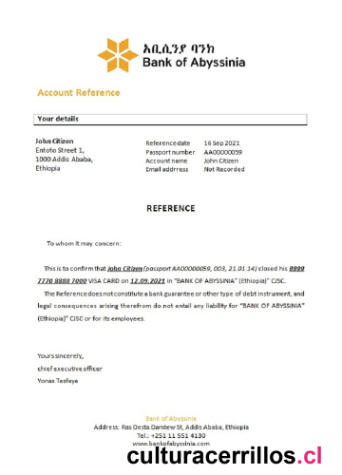 አቢሲንያ ባንክ
Bank of Abyssinia
Account Reference
Your details
John Citizen
Entoto Street 1,
1000 Addis Ababa,
Ethiopia
Reference date 16 Sep 2021
Passport number AA00000059
Account name John Citizen
Email addrress Not Recorded
REFERENCE
To whom it may concern:
This is to confirm that John Citizen (passport AA00000059, 003, 21.01.14) closed his 8888
7770 8888 7000 VISA CARD on 12.09.2021 in "BANK OF ABYSSINIA" (Ethiopia)" CJSC.
The Reference does not constitute a bank guarantee or other type of debt instrument, and
legal consequences arising therefrom do not entail any liability for "BANK OF ABYSSINIA"
(Ethiopia)" CJSC or for its employees.
Yours sincerely,
chief executive officer
Yonas Tesfaye
Bank of Abyssinia
Address: Ras Desta Damtew St, Addis Ababa, Ethiopia
Tel.: +251 11 551 4130
www.bankofabyssinia.com
culturacerrillos.cl